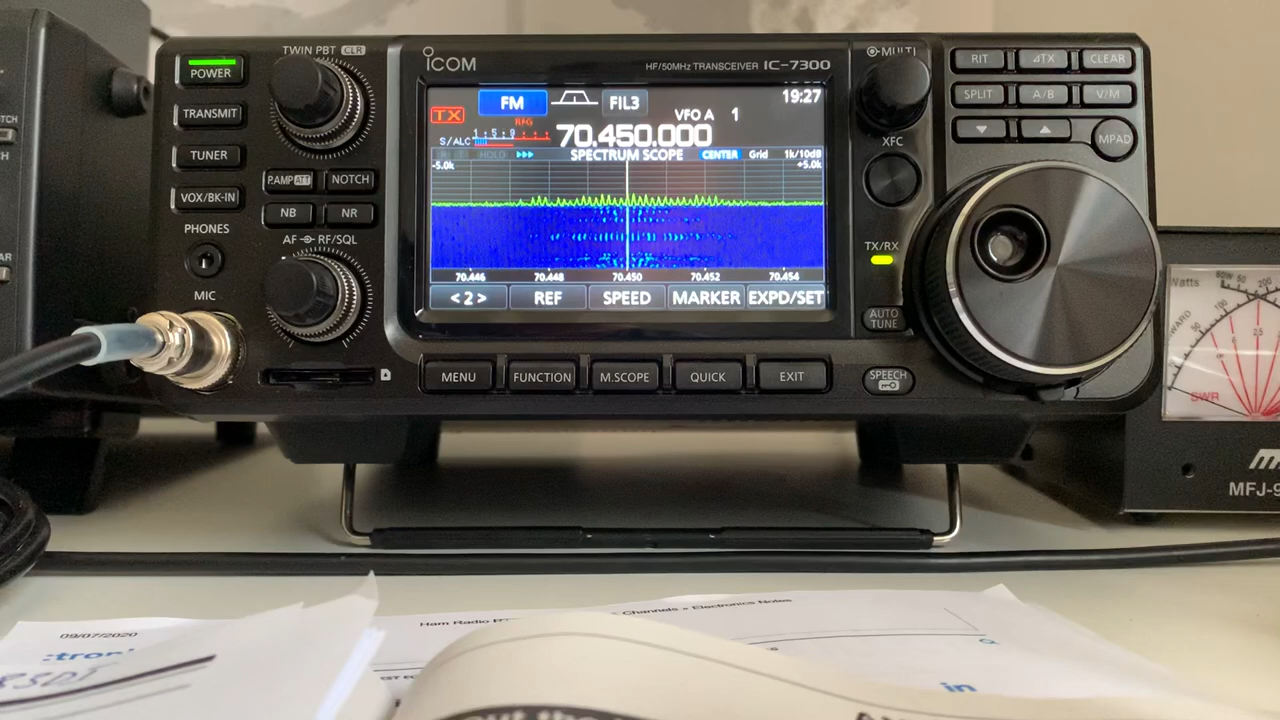 TWIN PBT CLR
POWER
TRANSMIT
TUNER
VOX/BK-IN
PHONES
MIC
P.AMP ATT
NOTCH
NB
NR
AF RF/SQL
ICOM
HF/50MHz TRANSCEIVER IC-7300
FM
FIL3
19:27
TX
VFO A 1
S/ALC
70.450.000
HOLD
SPECTRUM SCOPE
CENTER
Grid
1k/10dB
-5.0k
+5.0k
70.446 70.448 70.450 70.452 70.454
<2>
REF
SPEED
MARKER
EXPD/SET
MENU
FUNCTION
M.SCOPE
QUICK
EXIT
MULTI
XFC
TX/RX
AUTO TUNE
SPEECH
RIT
⊿TX
CLEAR
SPLIT
A/B
V/M
MPAD
Watts
SWR
MFJ-9
09/07/2020
Ham Radio
Channels » Electronics Notes
in